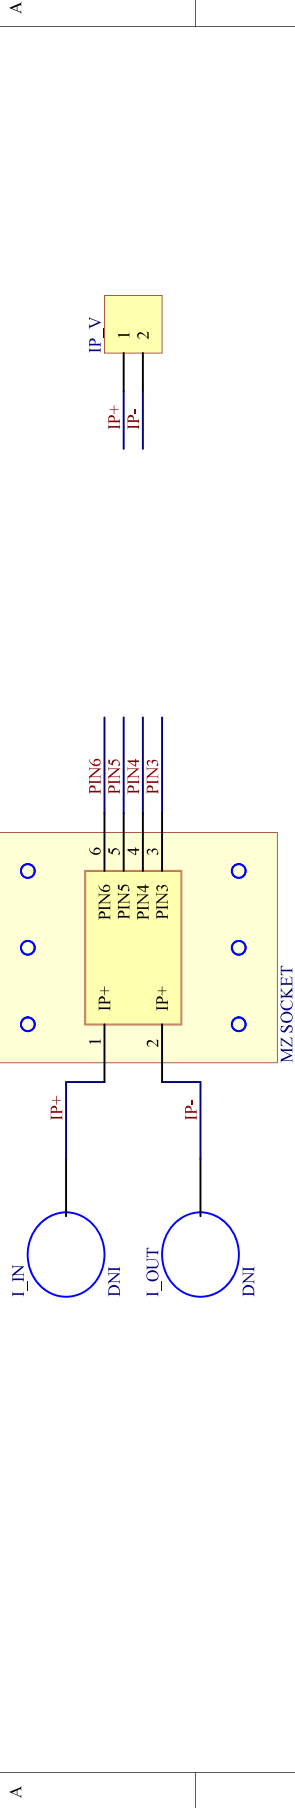 A
IP_V
1
2
IP+
IP-
PIN6
PIN5
PIN4
PIN3
6
5
4
3
PIN6
PIN5
PIN4
PIN3
IP+
IP+
1
2
MZ SOCKET
IP+
IP-
I_IN
DNI
I_OUT
DNI
A